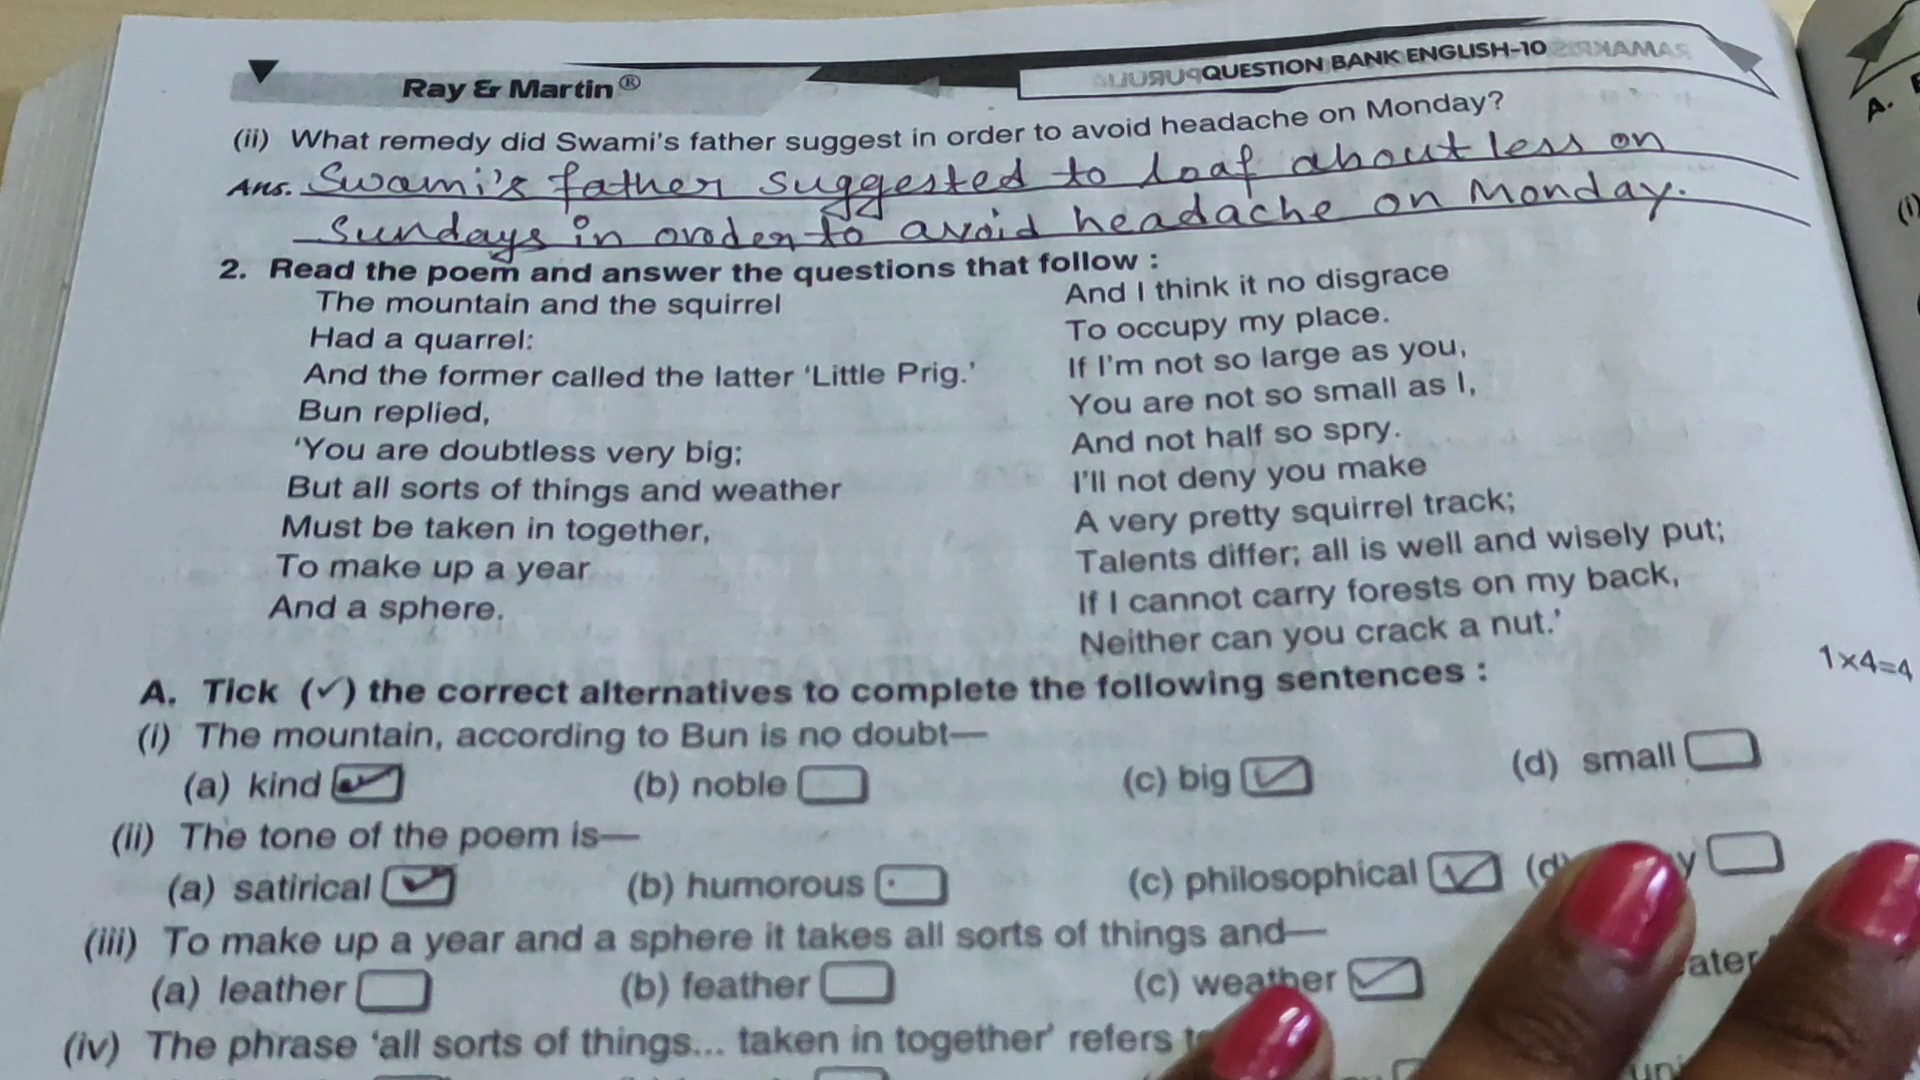 Ray & Martin®
QUESTION BANK ENGLISH-10
(ii) What remedy did Swami's father suggest in order to avoid headache on Monday?
Ans. Swami's father suggested to loaf about less on
Sundays in order to avoid headache on Monday.
2. Read the poem and answer the questions that follow :
The mountain and the squirrel
Had a quarrel:
And the former called the latter 'Little Prig.'
Bun replied,
'You are doubtless very big;
But all sorts of things and weather
Must be taken in together,
To make up a year
And a sphere.
And I think it no disgrace
To occupy my place.
If I'm not so large as you,
You are not so small as I,
And not half so spry.
I'll not deny you make
A very pretty squirrel track;
Talents differ; all is well and wisely put;
If I cannot carry forests on my back,
Neither can you crack a nut.'
A. Tick (✓) the correct alternatives to complete the following sentences : 1×4=4
(i) The mountain, according to Bun is no doubt—
(a) kind (b) noble (c) big (d) small
(ii) The tone of the poem is—
(a) satirical (b) humorous (c) philosophical (d)
(iii) To make up a year and a sphere it takes all sorts of things and—
(a) leather (b) feather (c) weather
(iv) The phrase 'all sorts of things... taken in together' refers
A.
(i)